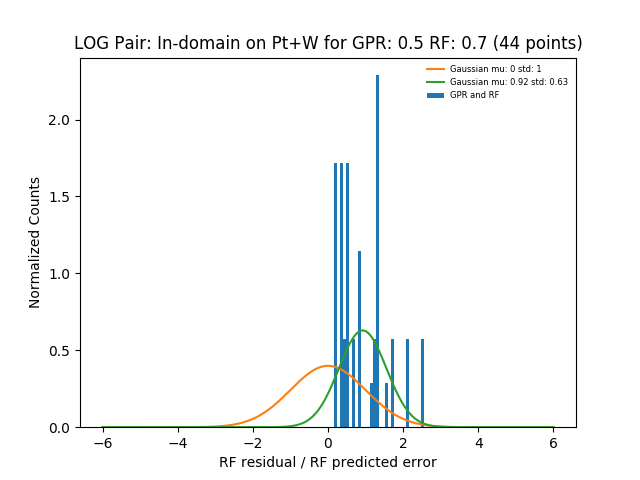 LOG Pair: In-domain on Pt+W for GPR: 0.5 RF: 0.7 (44 points)
Gaussian mu: 0 std: 1
Gaussian mu: 0.92 std: 0.63
GPR and RF
Normalized Counts
2.0
1.5
1.0
0.5
0.0
−6 −4 −2 0 2 4 6
RF residual / RF predicted error